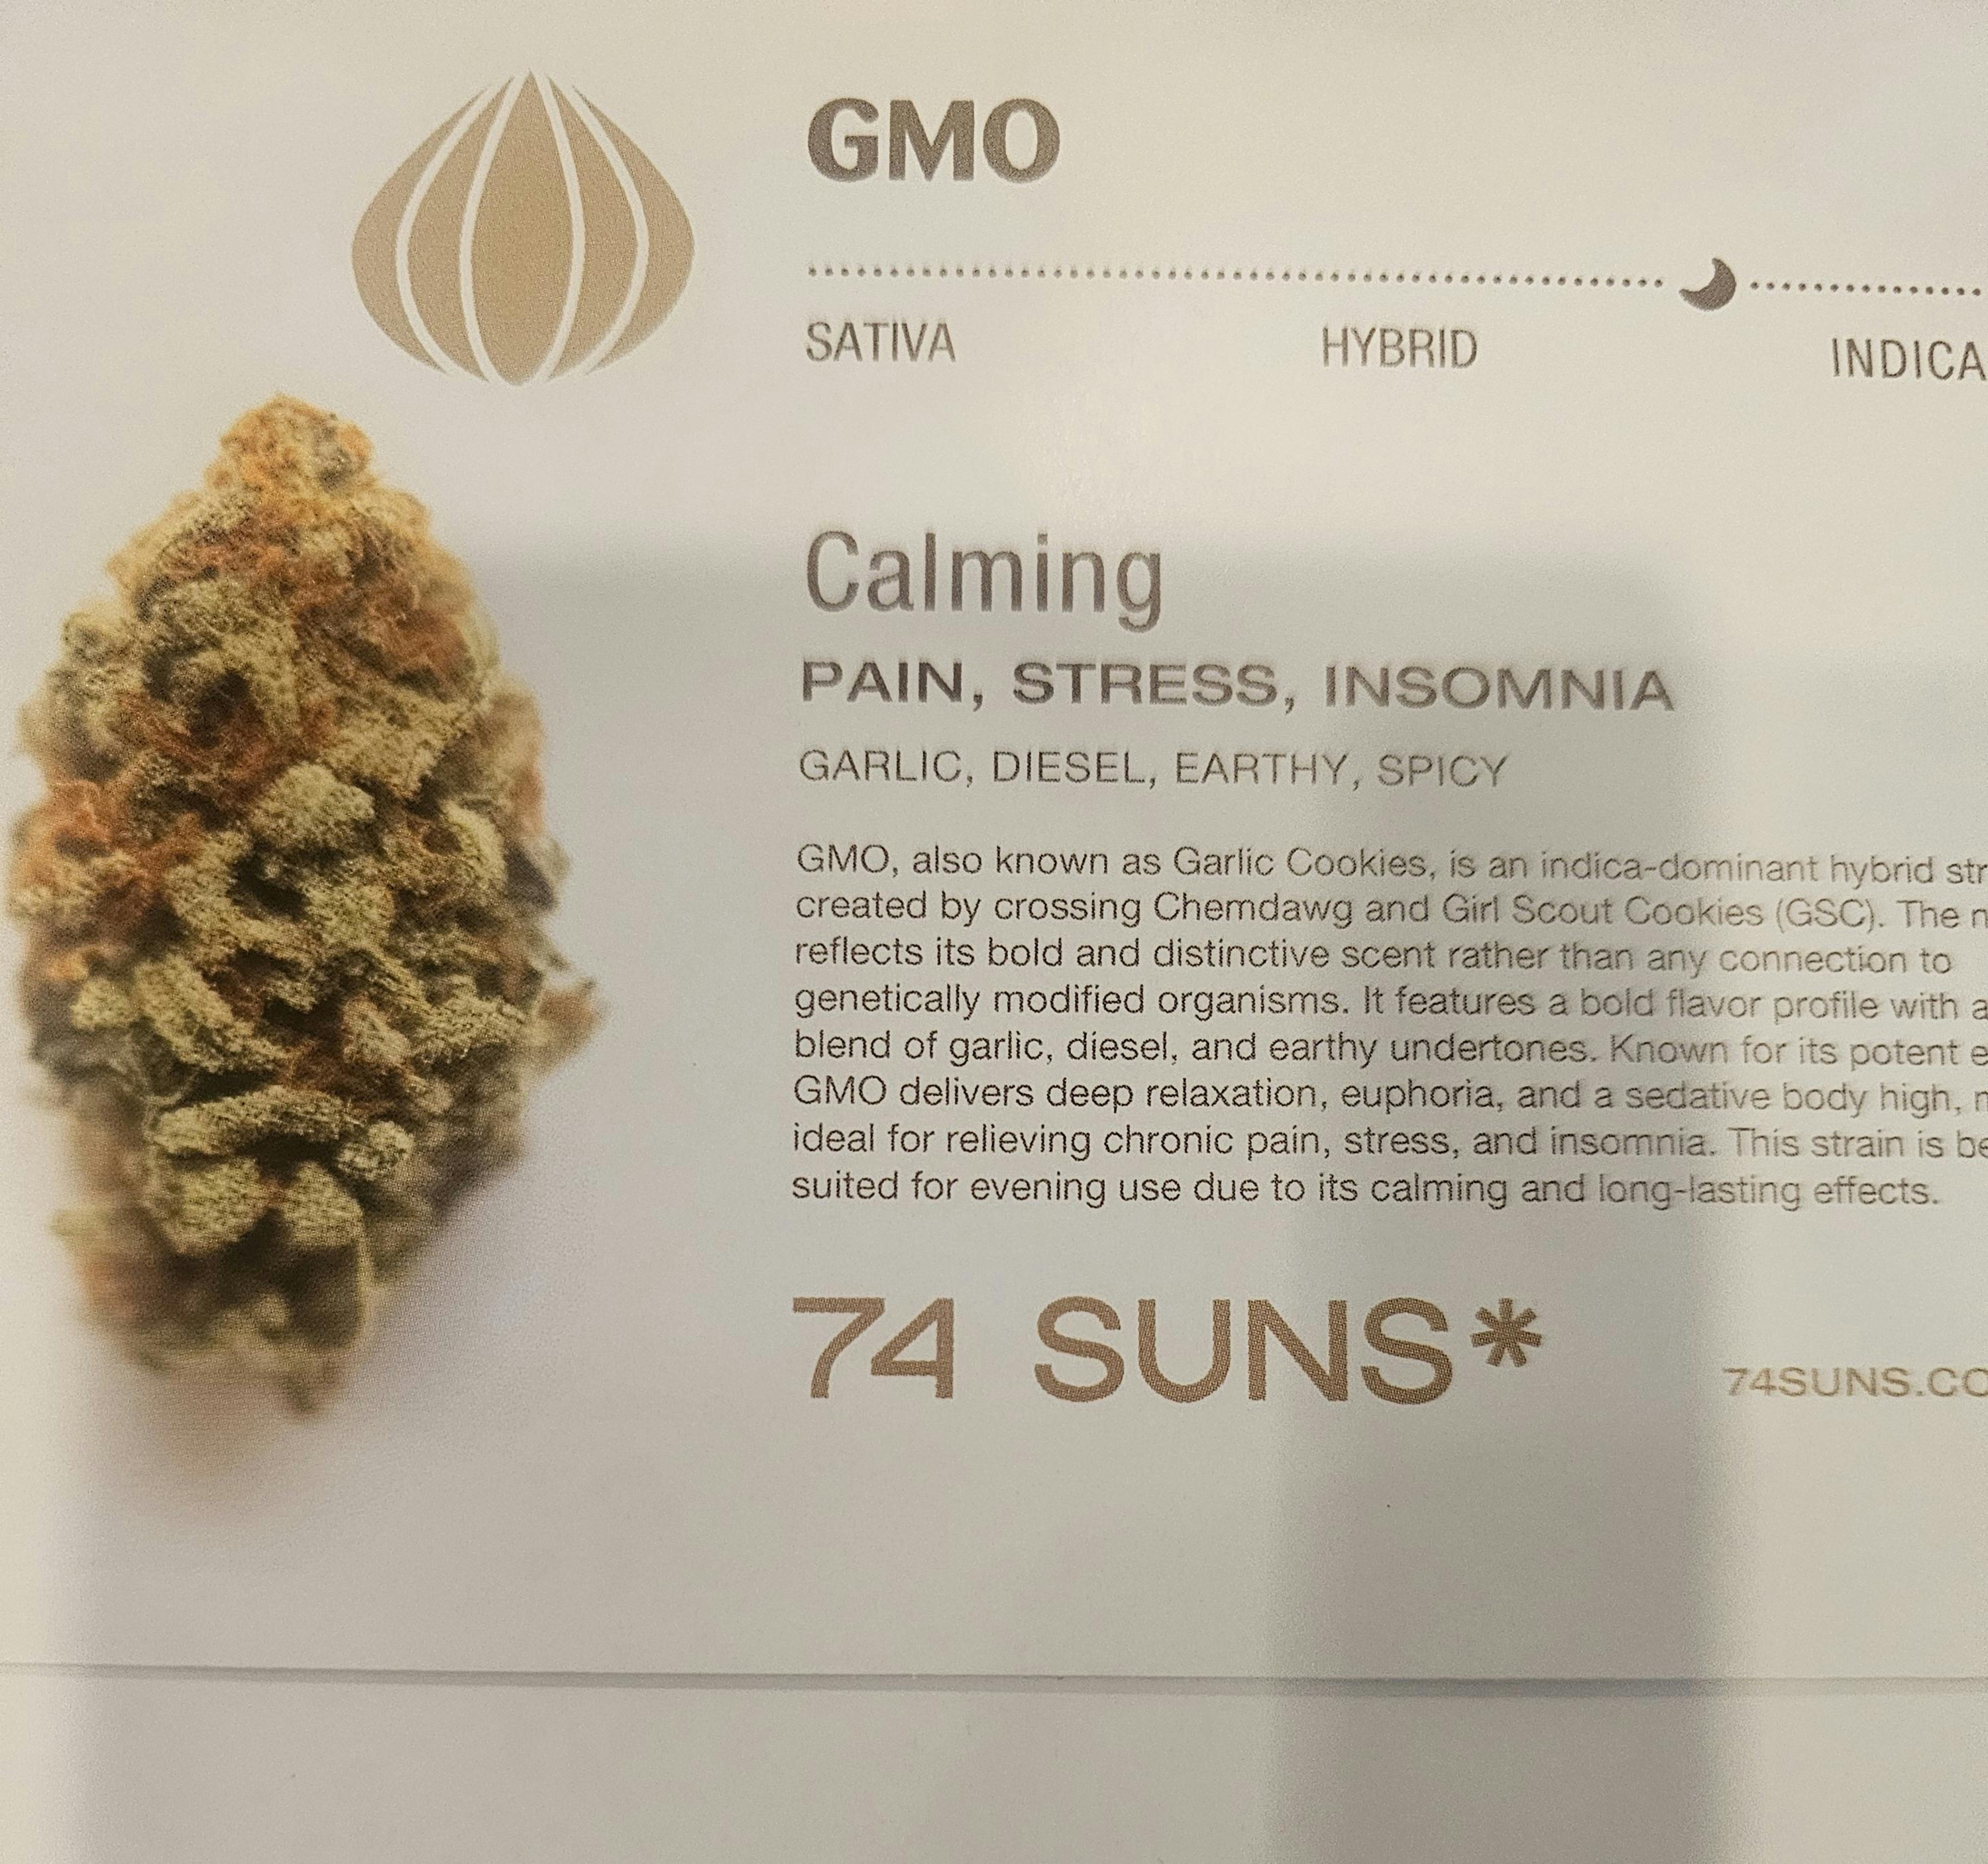 GMO
SATIVA HYBRID INDICA
Calming
PAIN, STRESS, INSOMNIA
GARLIC, DIESEL, EARTHY, SPICY
GMO, also known as Garlic Cookies, is an indica-dominant hybrid
created by crossing Chemdawg and Girl Scout Cookies (GSC). The
reflects its bold and distinctive scent rather than any connection to
genetically modified organisms. It features a bold flavor profile with a
blend of garlic, diesel, and earthy undertones. Known for its potent
GMO delivers deep relaxation, euphoria, and a sedative body high,
ideal for relieving chronic pain, stress, and insomnia. This strain is
suited for evening use due to its calming and long-lasting effects.
74 SUNS*
74SUNS.CO